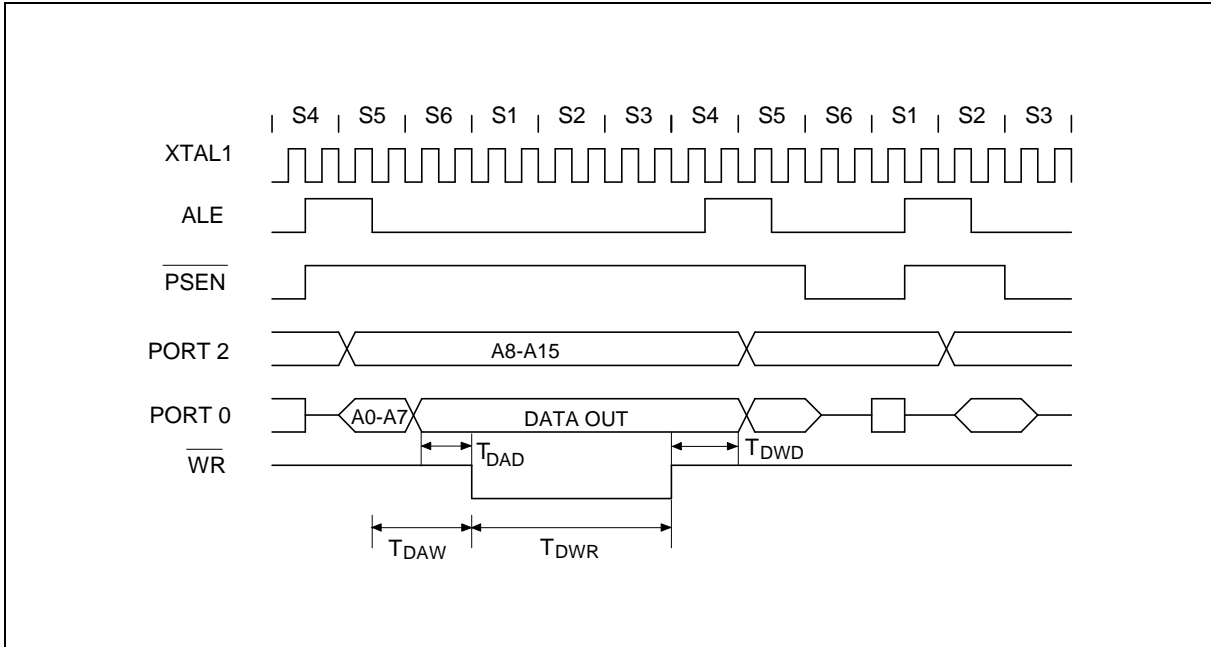 S4 S5 S6 S1 S2 S3 S4 S5 S6 S1 S2 S3
XTAL1
ALE
PSEN
PORT 2 A8-A15
PORT 0 A0-A7 DATA OUT
WR TDAD TDWD
TDAW TDWR